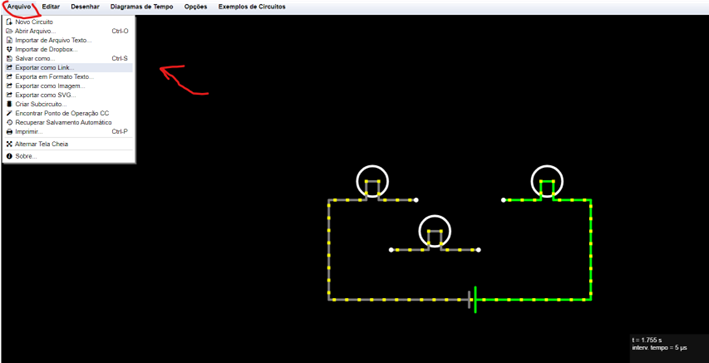 Arquivo Editar Desenhar Diagramas de Tempo Opções Exemplos de Circuitos
Novo Circuito
Abrir Arquivo... Ctrl-O
Importar de Arquivo Texto...
Importar de Dropbox...
Salvar como... Ctrl-S
Exportar como Link...
Exporta em Formato Texto...
Exportar como Imagem...
Exportar como SVG...
Criar Subcircuito...
Encontrar Ponto de Operação CC
Recuperar Salvamento Automático
Imprimir... Ctrl-P
Alternar Tela Cheia
Sobre...
t = 1.755 s
interv. tempo = 5 µs